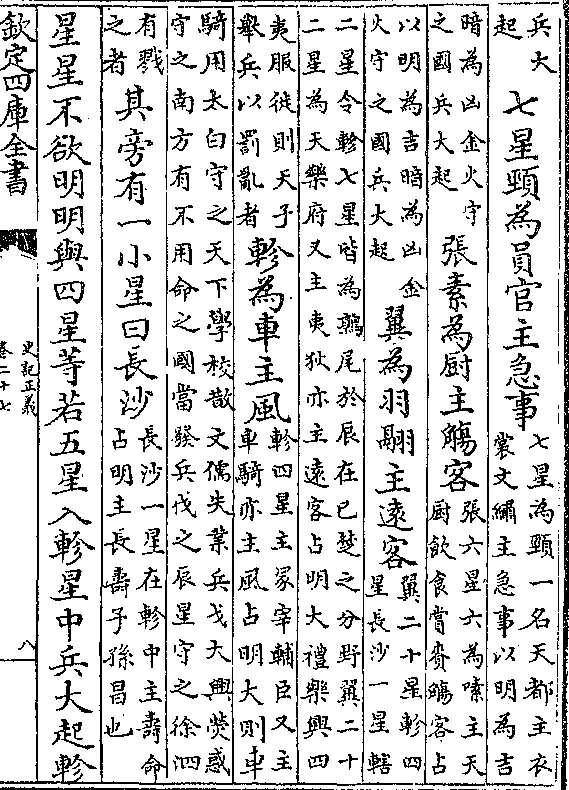 兵大
起
七星頸為員官主急事
七星為頸一名天都主衣
裳文繡主急事以明為吉
暗為凶金火守
之國兵大起
張素為厨主觴客
張六星六為嗉主天
厨飲食賞賚觴客占
以明為吉暗為凶金
火守之國兵大起
翼為羽翮主遠客
翼二十星軫四
星長沙一星轄
二星令軫七星皆為鶉尾於辰在巳楚之分野翼二十
二星為天樂府又主夷狄亦主遠客占明大禮樂興四
夷服徙則天子
舉兵以罰亂者
軫為車主風
軫四星主冢宰輔臣又主
車騎亦主風占明大則車
騎用太白守之天下學校散文儒失業兵戈大興熒惑
守之南方有不用命之國當發兵伐之辰星守之徐泗
有戮
之者
其旁有一小星曰長沙
長沙一星在軫中主壽命
占明主長壽子孫昌也
星星不欲明明與四星等若五星入軫星中兵大起軫
欽定四庫全書
史記正義
卷二十七
八